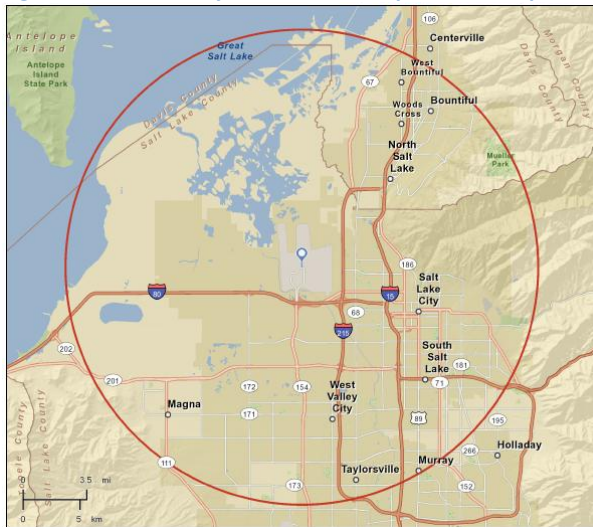 106
Centerville
Antelope
Island
Antelope
Island
State Park
Great
Salt Lake
West
Bountiful
67
Davis County
Salt Lake County
Morgan County
Davis County
Woods
Cross
Bountiful
North
Salt
Lake
Mueller
Park
186
Salt
Lake
City
80
15
68
215
202
201
South
Salt
Lake
181
71
172
154
West
Valley
City
Magna
171
89
195
Holladay
266
Tooele County
Salt Lake County
111
Taylorsville
Murray
173
152
0
3.5 mi
0
5 km